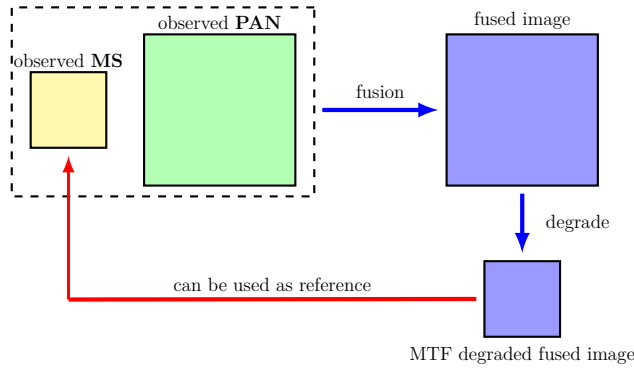 observed PAN
fused image
observed MS
fusion
degrade
can be used as reference
MTF degraded fused image